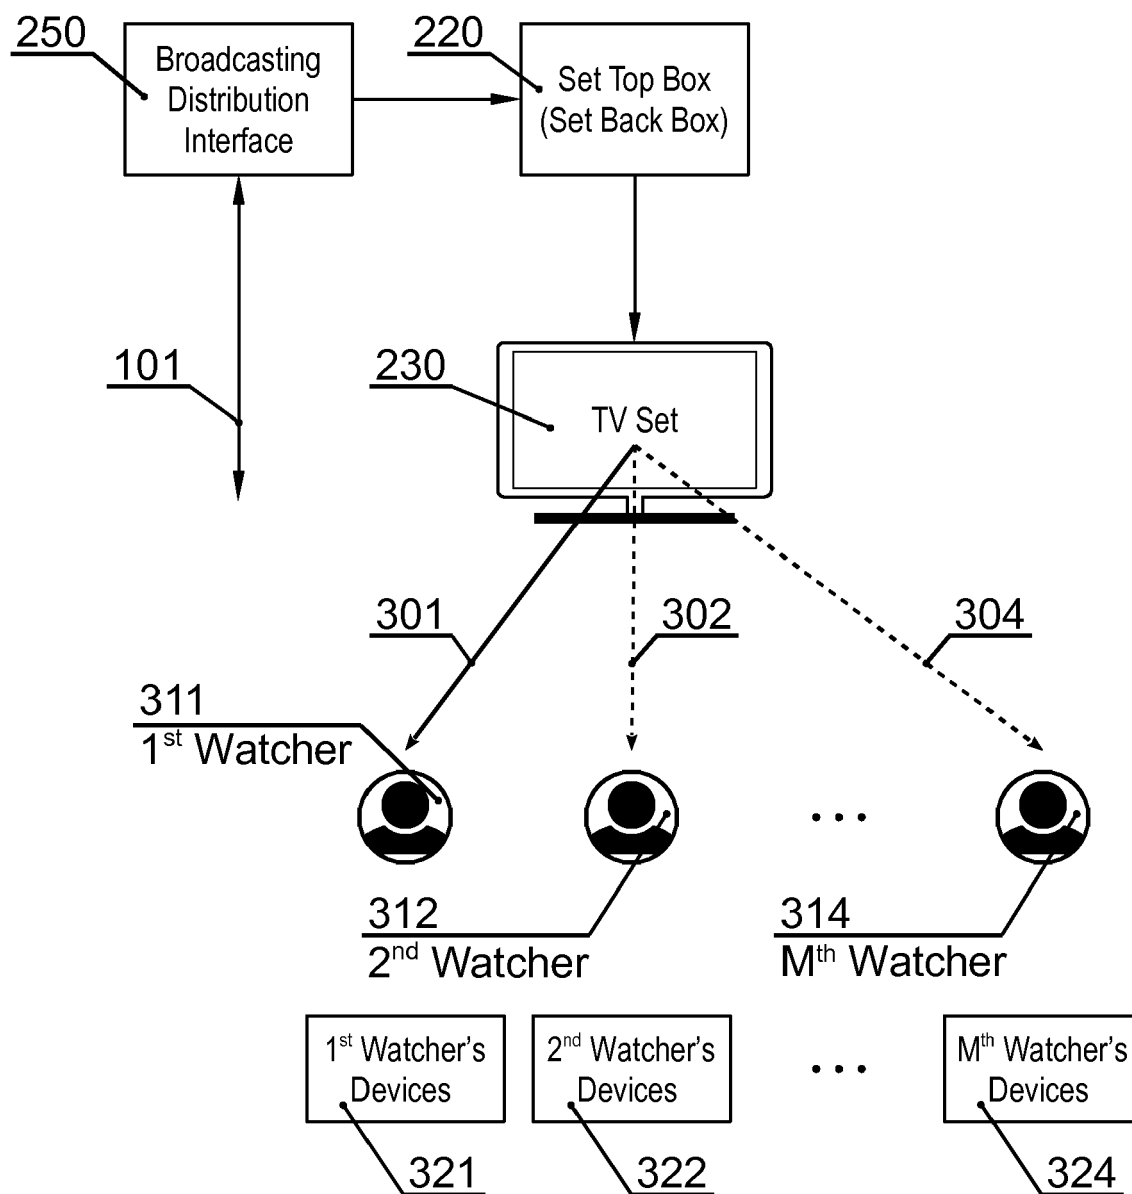 250
Broadcasting
Distribution
Interface
220
Set Top Box
(Set Back Box)
101
230
TV Set
301
302
304
311
1st Watcher
312
2nd Watcher
...
314
Mth Watcher
1st Watcher's
Devices
2nd Watcher's
Devices
...
Mth Watcher's
Devices
321
322
324